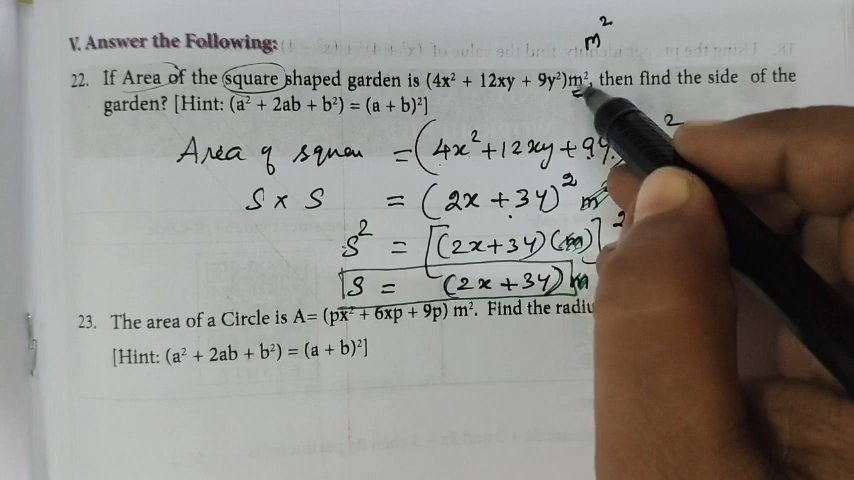 m²
V. Answer the Following:
22. If Area of the square shaped garden is (4x² + 12xy + 9y²)m², then find the side of the
garden? [Hint: (a² + 2ab + b²) = (a + b)²]
Area of squar = (4x² + 12xy + 9y
S x S = (2x + 3y)² m²
S² = [(2x+3y)(m)]²
S = (2x + 3y) m
23. The area of a Circle is A= (px² + 6xp + 9p) m². Find the radiu
[Hint: (a² + 2ab + b²) = (a + b)²]